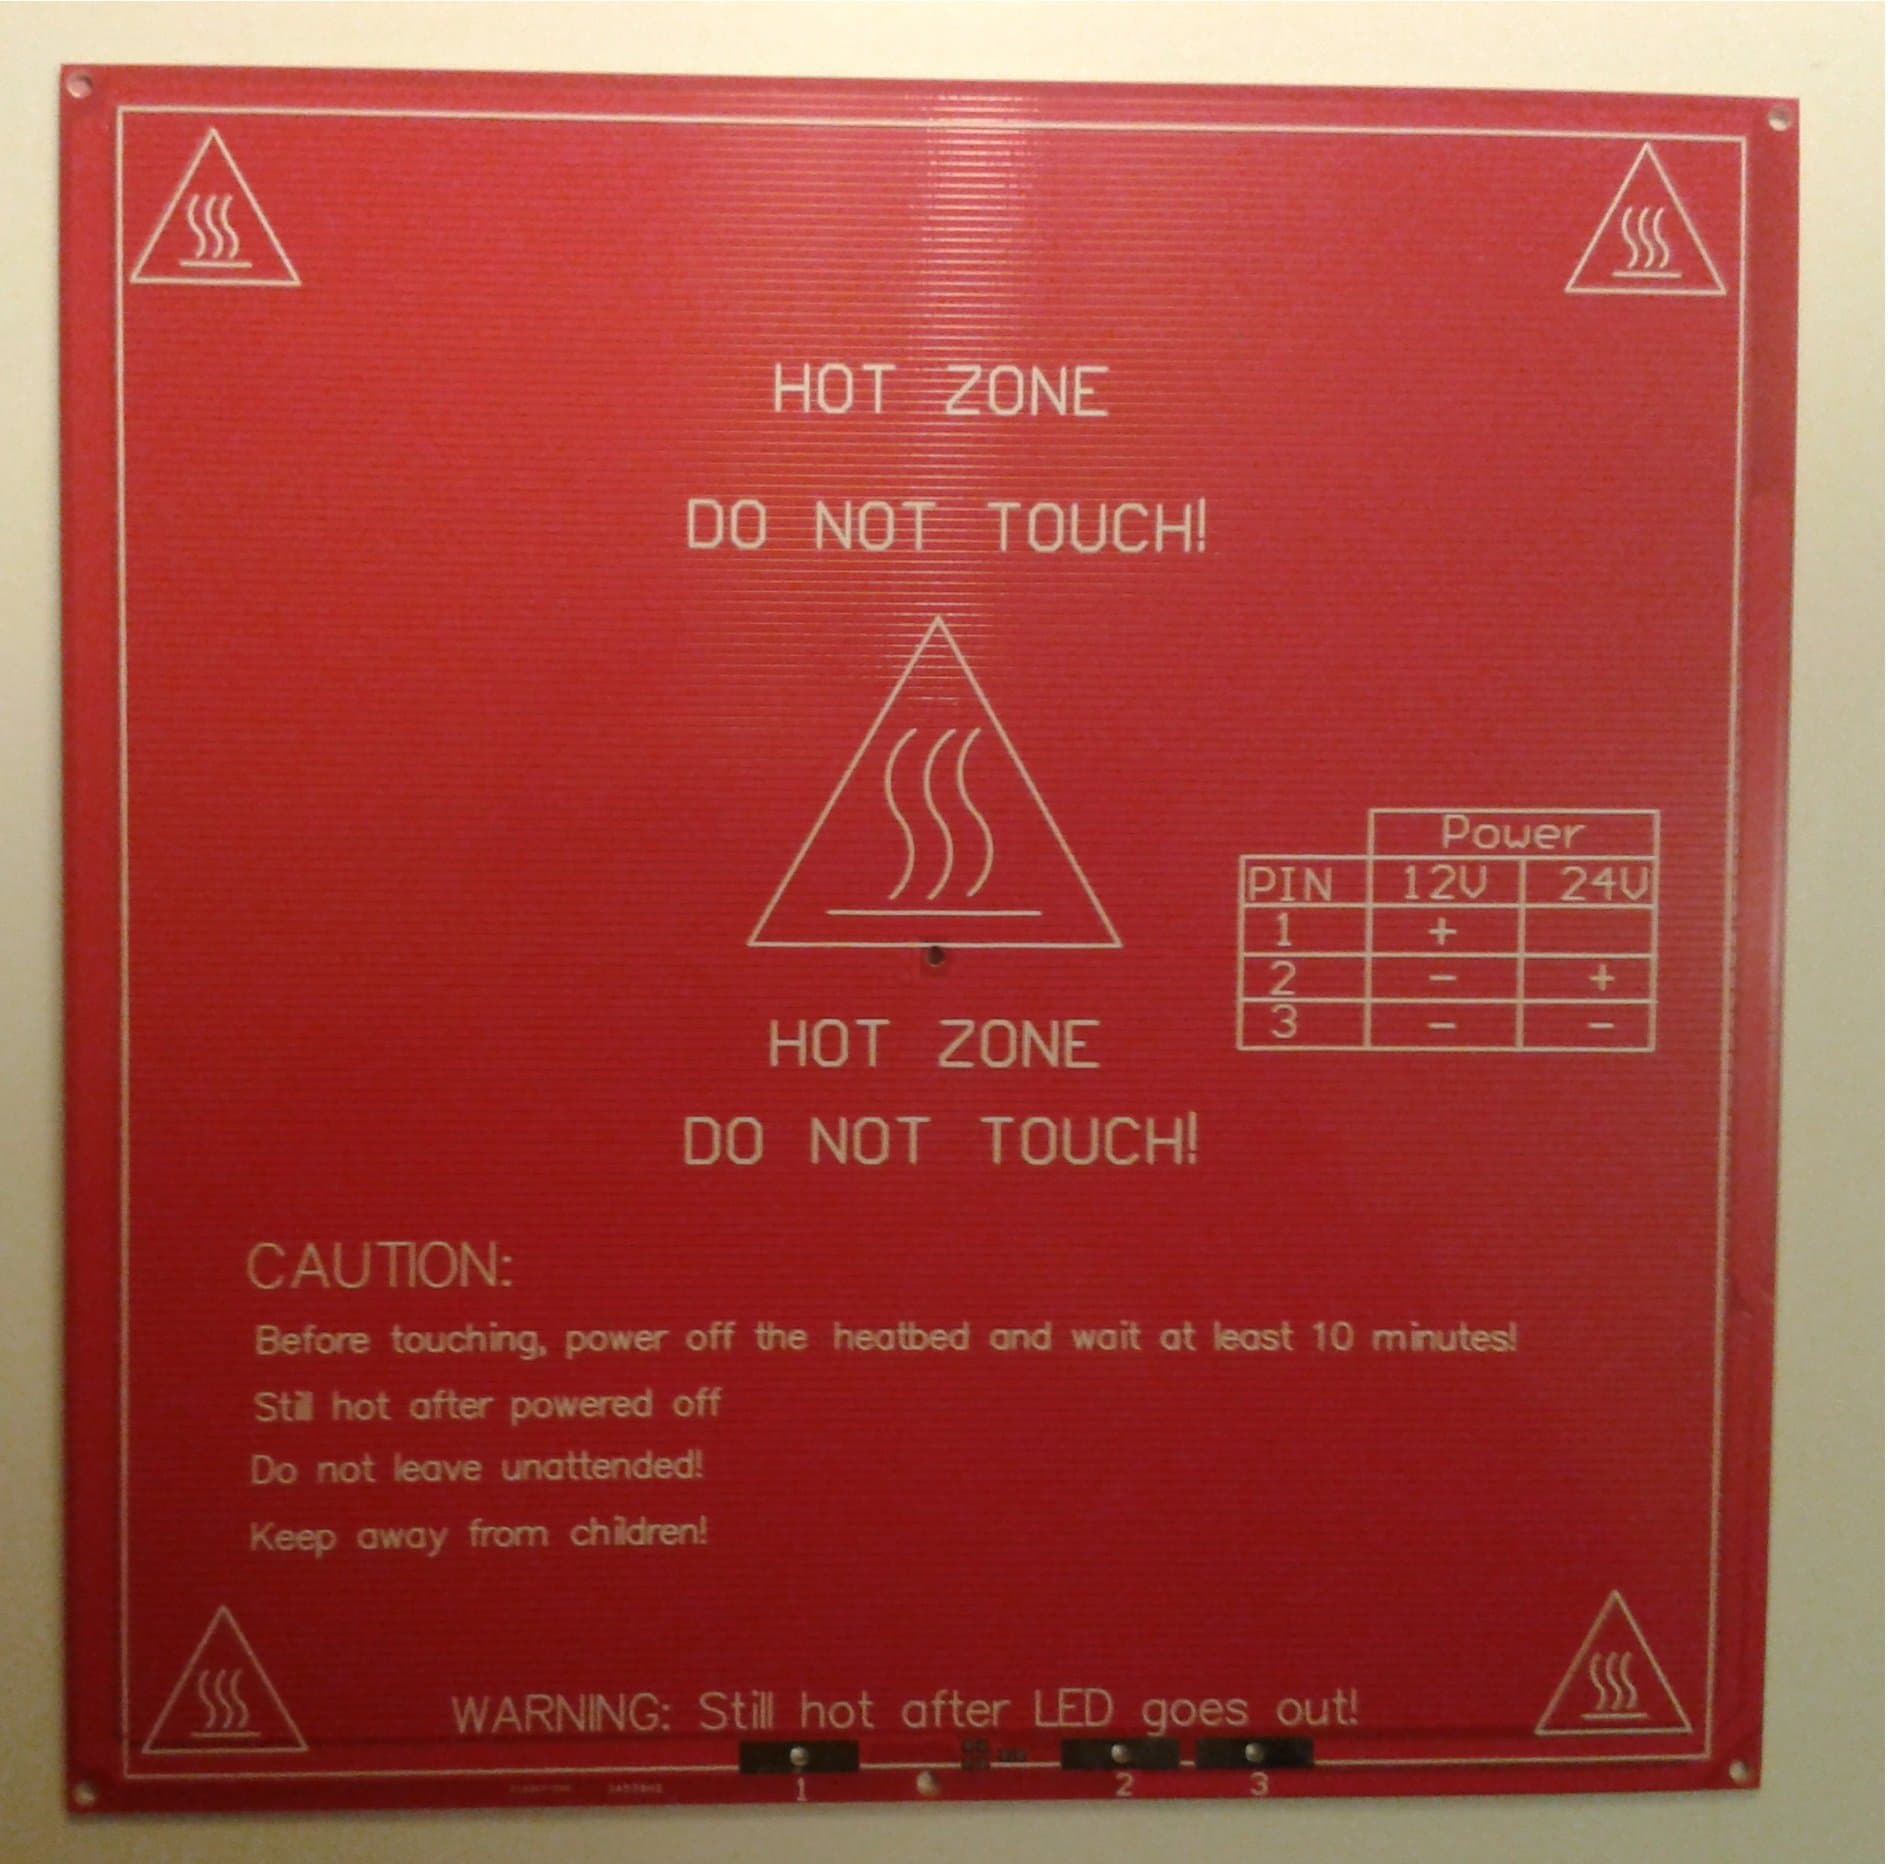 HOT ZONE
DO NOT TOUCH!
Power
PIN 12V 24V
1 +
2 - +
3 - -
HOT ZONE
DO NOT TOUCH!
CAUTION:
Before touching, power off the heatbed and wait at least 10 minutes!
Still hot after powered off
Do not leave unattended!
Keep away from children!
WARNING: Still hot after LED goes out!
1 2 3